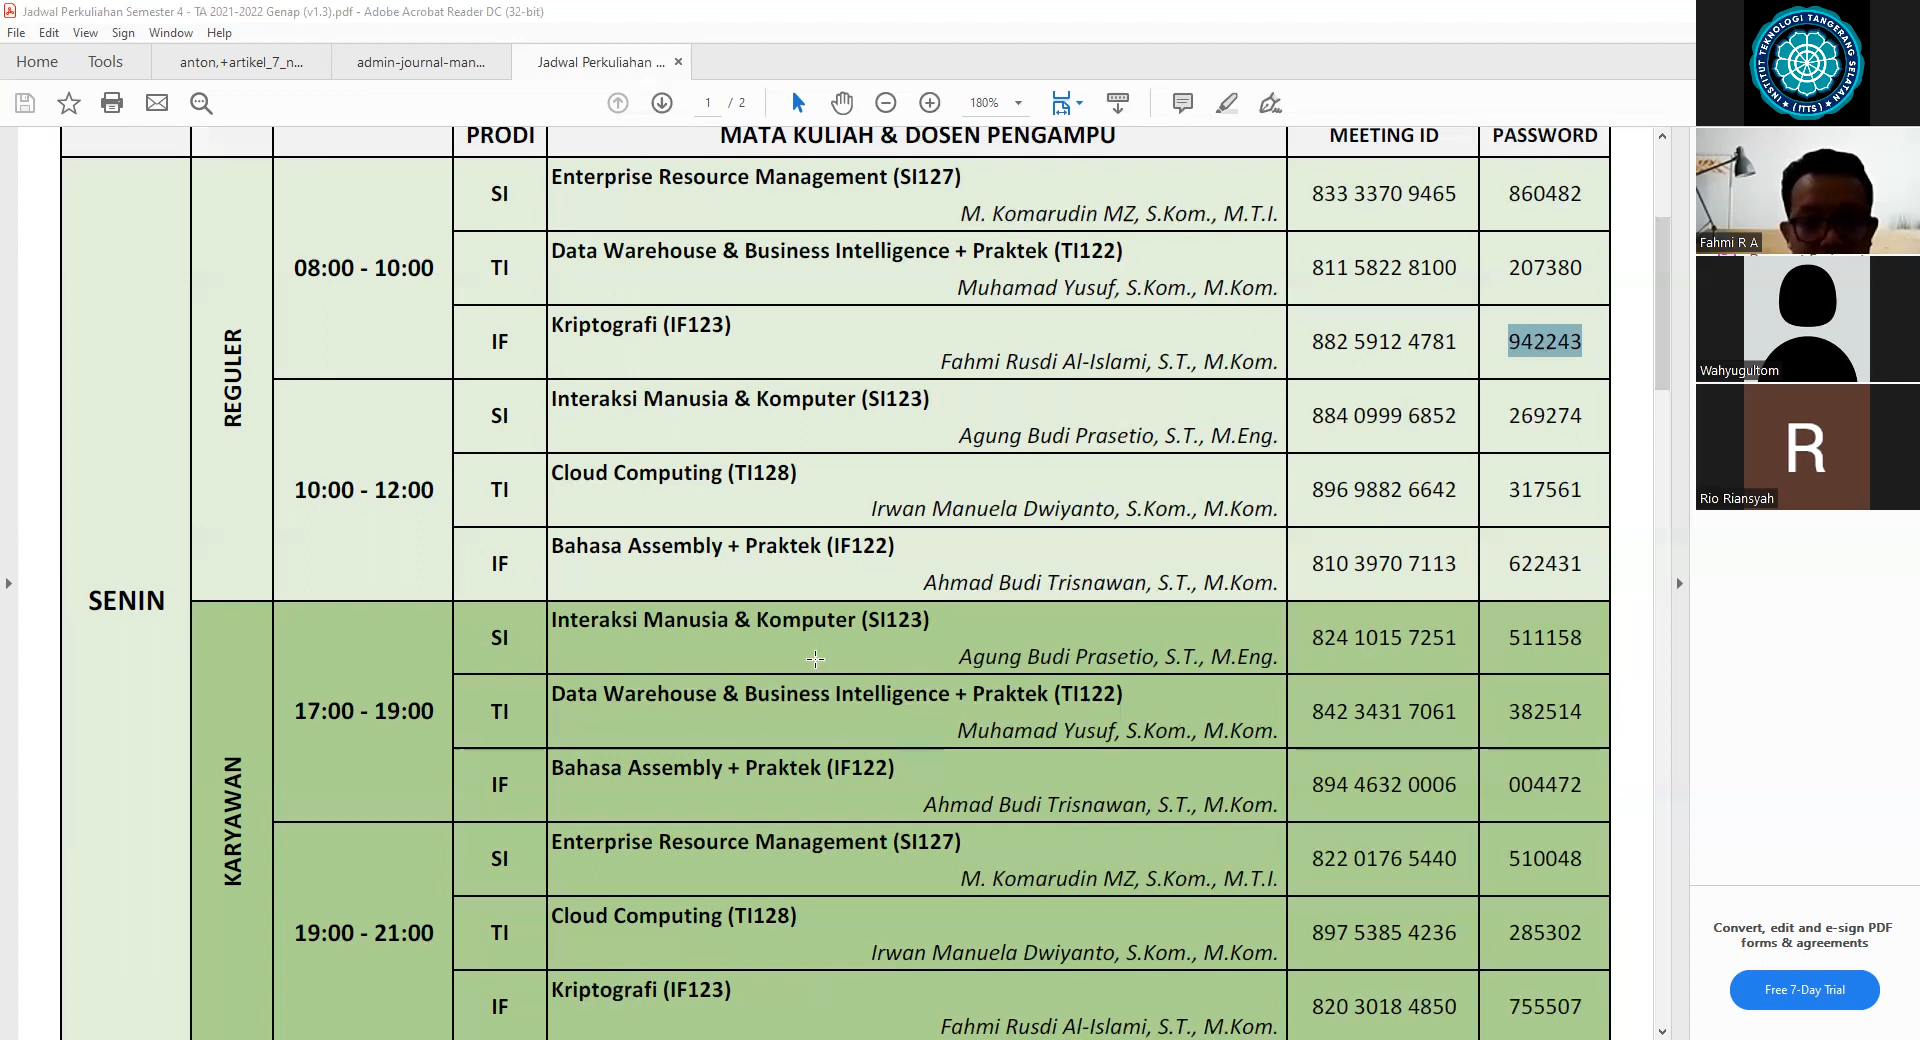 Jadwal Perkuliahan Semester 4 - TA 2021-2022 Genap (v1.3).pdf - Adobe Acrobat Reader DC (32-bit)
File Edit View Sign Window Help
Home Tools anton,+artikel_7_n... admin-journal-man... Jadwal Perkuliahan ... ×
1 / 2 180%
PRODI MATA KULIAH & DOSEN PENGAMPU MEETING ID PASSWORD
SENIN
REGULER
08:00 - 10:00
SI Enterprise Resource Management (SI127) 833 3370 9465 860482
M. Komarudin MZ, S.Kom., M.T.I.
TI Data Warehouse & Business Intelligence + Praktek (TI122) 811 5822 8100 207380
Muhamad Yusuf, S.Kom., M.Kom.
IF Kriptografi (IF123) 882 5912 4781 942243
Fahmi Rusdi Al-Islami, S.T., M.Kom.
10:00 - 12:00
SI Interaksi Manusia & Komputer (SI123) 884 0999 6852 269274
Agung Budi Prasetio, S.T., M.Eng.
TI Cloud Computing (TI128) 896 9882 6642 317561
Irwan Manuela Dwiyanto, S.Kom., M.Kom.
IF Bahasa Assembly + Praktek (IF122) 810 3970 7113 622431
Ahmad Budi Trisnawan, S.T., M.Kom.
KARYAWAN
17:00 - 19:00
SI Interaksi Manusia & Komputer (SI123) 824 1015 7251 511158
Agung Budi Prasetio, S.T., M.Eng.
TI Data Warehouse & Business Intelligence + Praktek (TI122) 842 3431 7061 382514
Muhamad Yusuf, S.Kom., M.Kom.
IF Bahasa Assembly + Praktek (IF122) 894 4632 0006 004472
Ahmad Budi Trisnawan, S.T., M.Kom.
19:00 - 21:00
SI Enterprise Resource Management (SI127) 822 0176 5440 510048
M. Komarudin MZ, S.Kom., M.T.I.
TI Cloud Computing (TI128) 897 5385 4236 285302
Irwan Manuela Dwiyanto, S.Kom., M.Kom.
IF Kriptografi (IF123) 820 3018 4850 755507
Fahmi Rusdi Al-Islami, S.T., M.Kom.
INSTITUT TEKNOLOGI TANGERANG SELATAN
(ITTS)
Fahmi R A
Wahyugultom
R
Rio Riansyah
Convert, edit and e-sign PDF
forms & agreements
Free 7-Day Trial